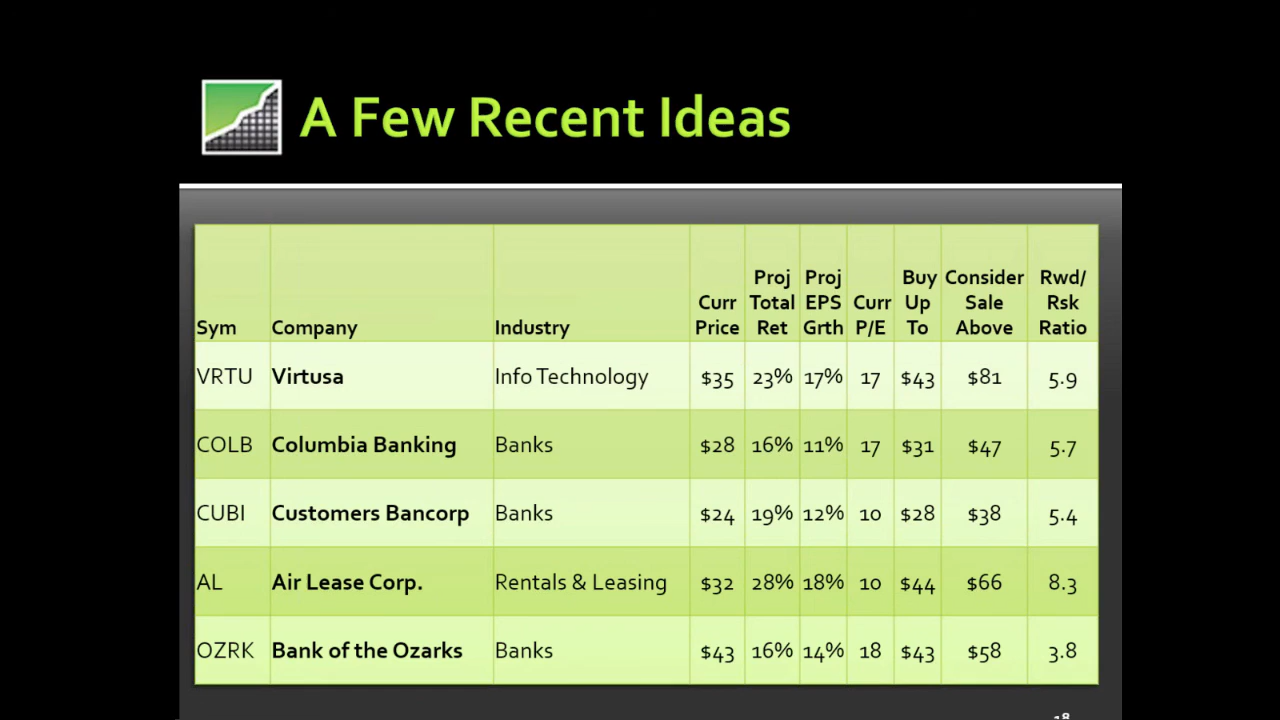 A Few Recent Ideas
Sym Company Industry Curr Price Proj Total Ret Proj EPS Grth Curr P/E Buy Up To Consider Sale Above Rwd/ Rsk Ratio
VRTU Virtusa Info Technology $35 23% 17% 17 $43 $81 5.9
COLB Columbia Banking Banks $28 16% 11% 17 $31 $47 5.7
CUBI Customers Bancorp Banks $24 19% 12% 10 $28 $38 5.4
AL Air Lease Corp. Rentals & Leasing $32 28% 18% 10 $44 $66 8.3
OZRK Bank of the Ozarks Banks $43 16% 14% 18 $43 $58 3.8
18